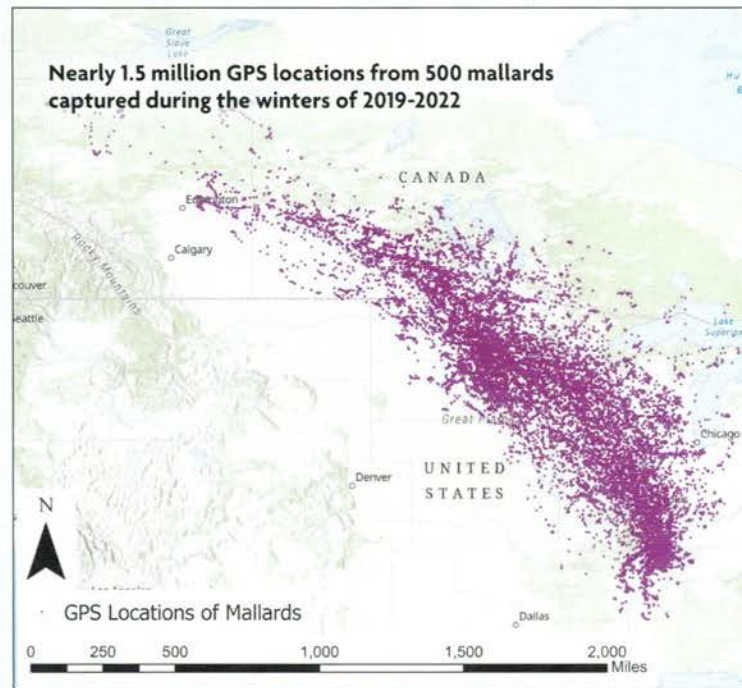 Great
Slave
Lake
Nearly 1.5 million GPS locations from 500 mallards
captured during the winters of 2019-2022
CANADA
Edmonton
Calgary
Rocky Mountains
couver
Seattle
Lake
Superior
Great
Chicago
UNITED
STATES
Denver
N
GPS Locations of Mallards
Dallas
0 250 500 1,000 1,500 2,000
Miles